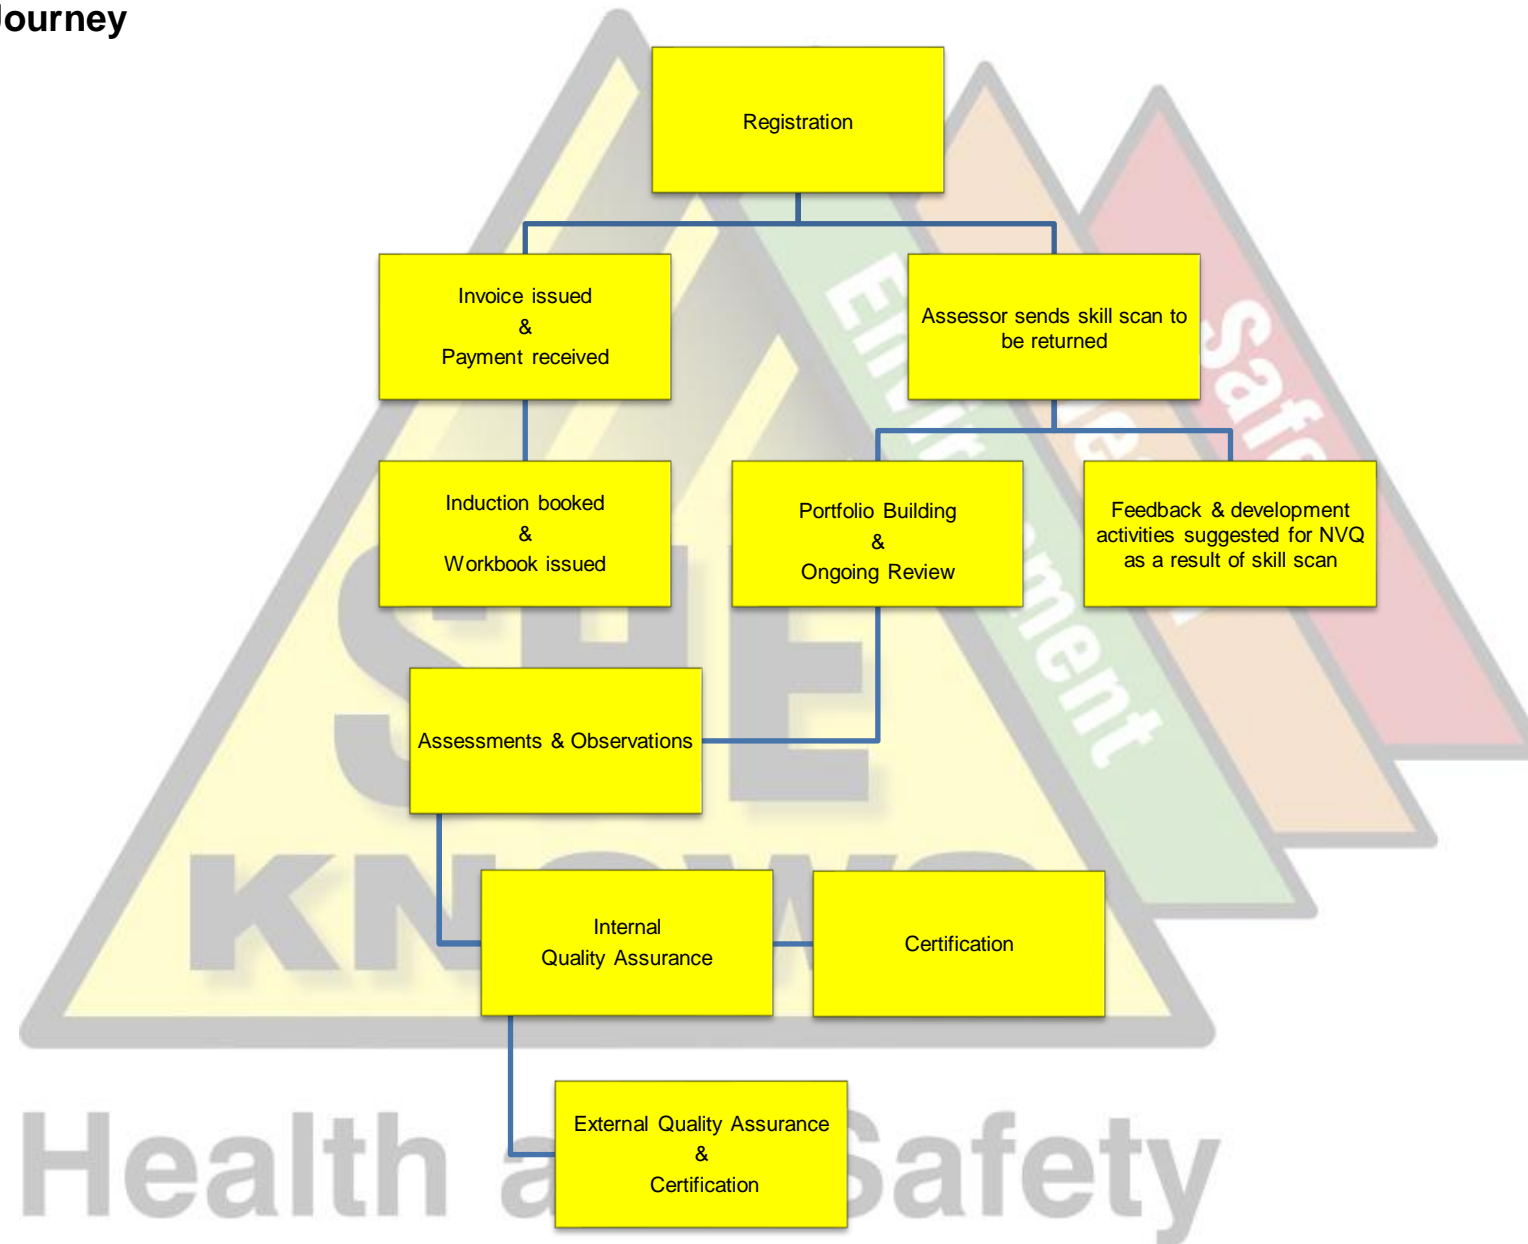 Journey
Registration
Invoice issued
&
Payment received
Assessor sends skill scan to
be returned
Induction booked
&
Workbook issued
Portfolio Building
&
Ongoing Review
Feedback & development
activities suggested for NVQ
as a result of skill scan
Assessments & Observations
Internal
Quality Assurance
Certification
External Quality Assurance
&
Certification
Health Safety